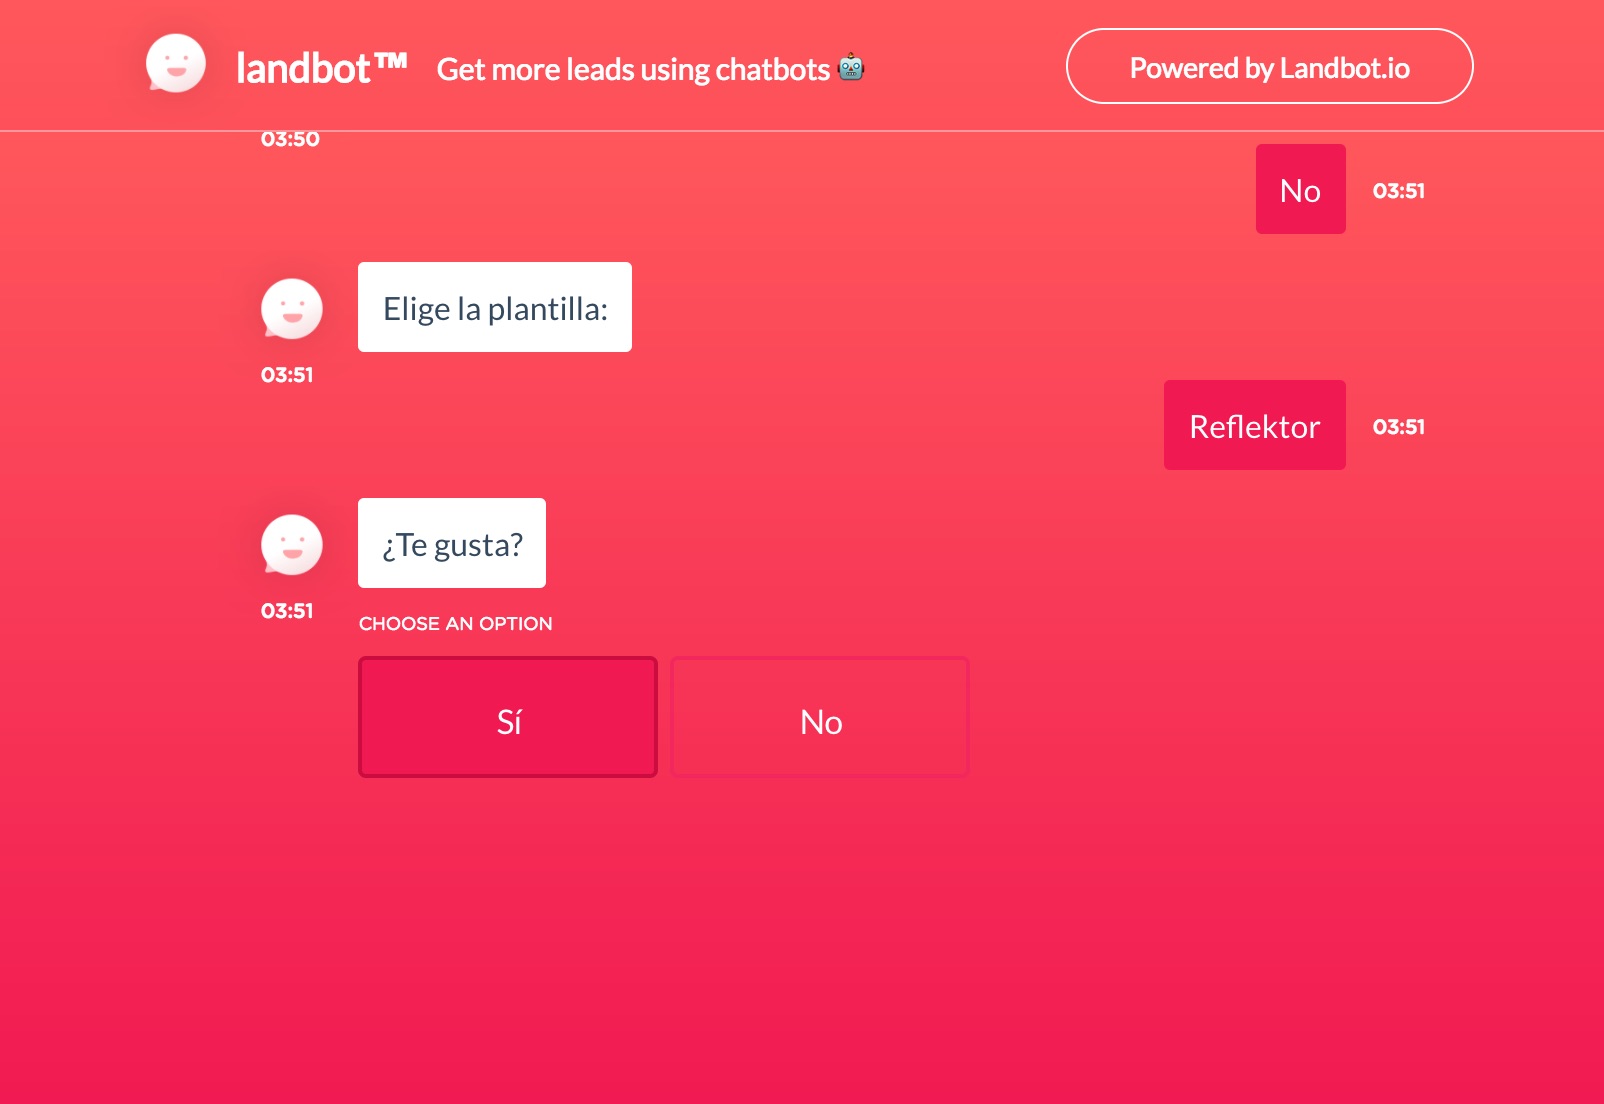 landbot™ Get more leads using chatbots 🤖 Powered by Landbot.io
03:50
No 03:51
Elige la plantilla:
03:51
Reflektor 03:51
¿Te gusta?
03:51
CHOOSE AN OPTION
Sí No